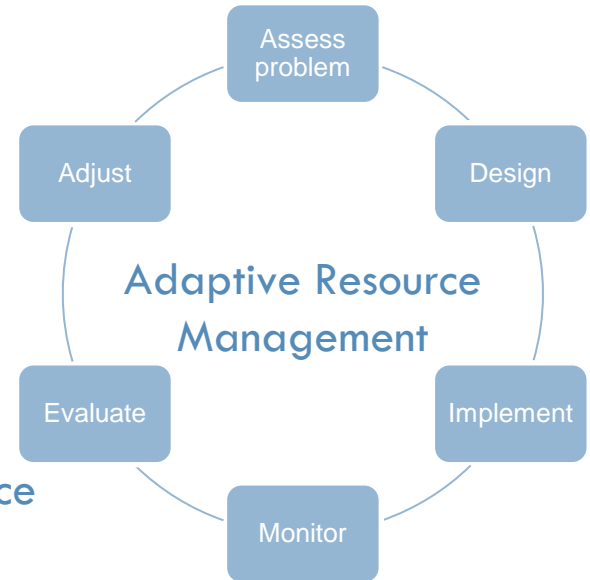 Assess
problem
Adjust
Design
Adaptive Resource
Management
Evaluate
Implement
Monitor